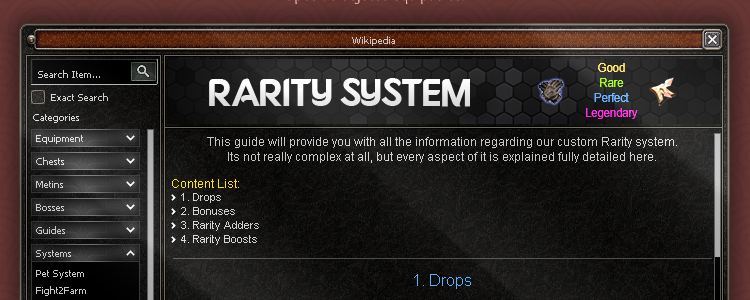 Wikipedia
Search Item...
Exact Search
Categories
Equipment
Chests
Metins
Bosses
Guides
Systems
Pet System
Fight2Farm
RARITY SYSTEM
Good
Rare
Perfect
Legendary
This guide will provide you with all the information regarding our custom Rarity system.
Its not really complex at all, but every aspect of it is explained fully detailed here.
Content List:
1. Drops
2. Bonuses
3. Rarity Adders
4. Rarity Boosts
1. Drops